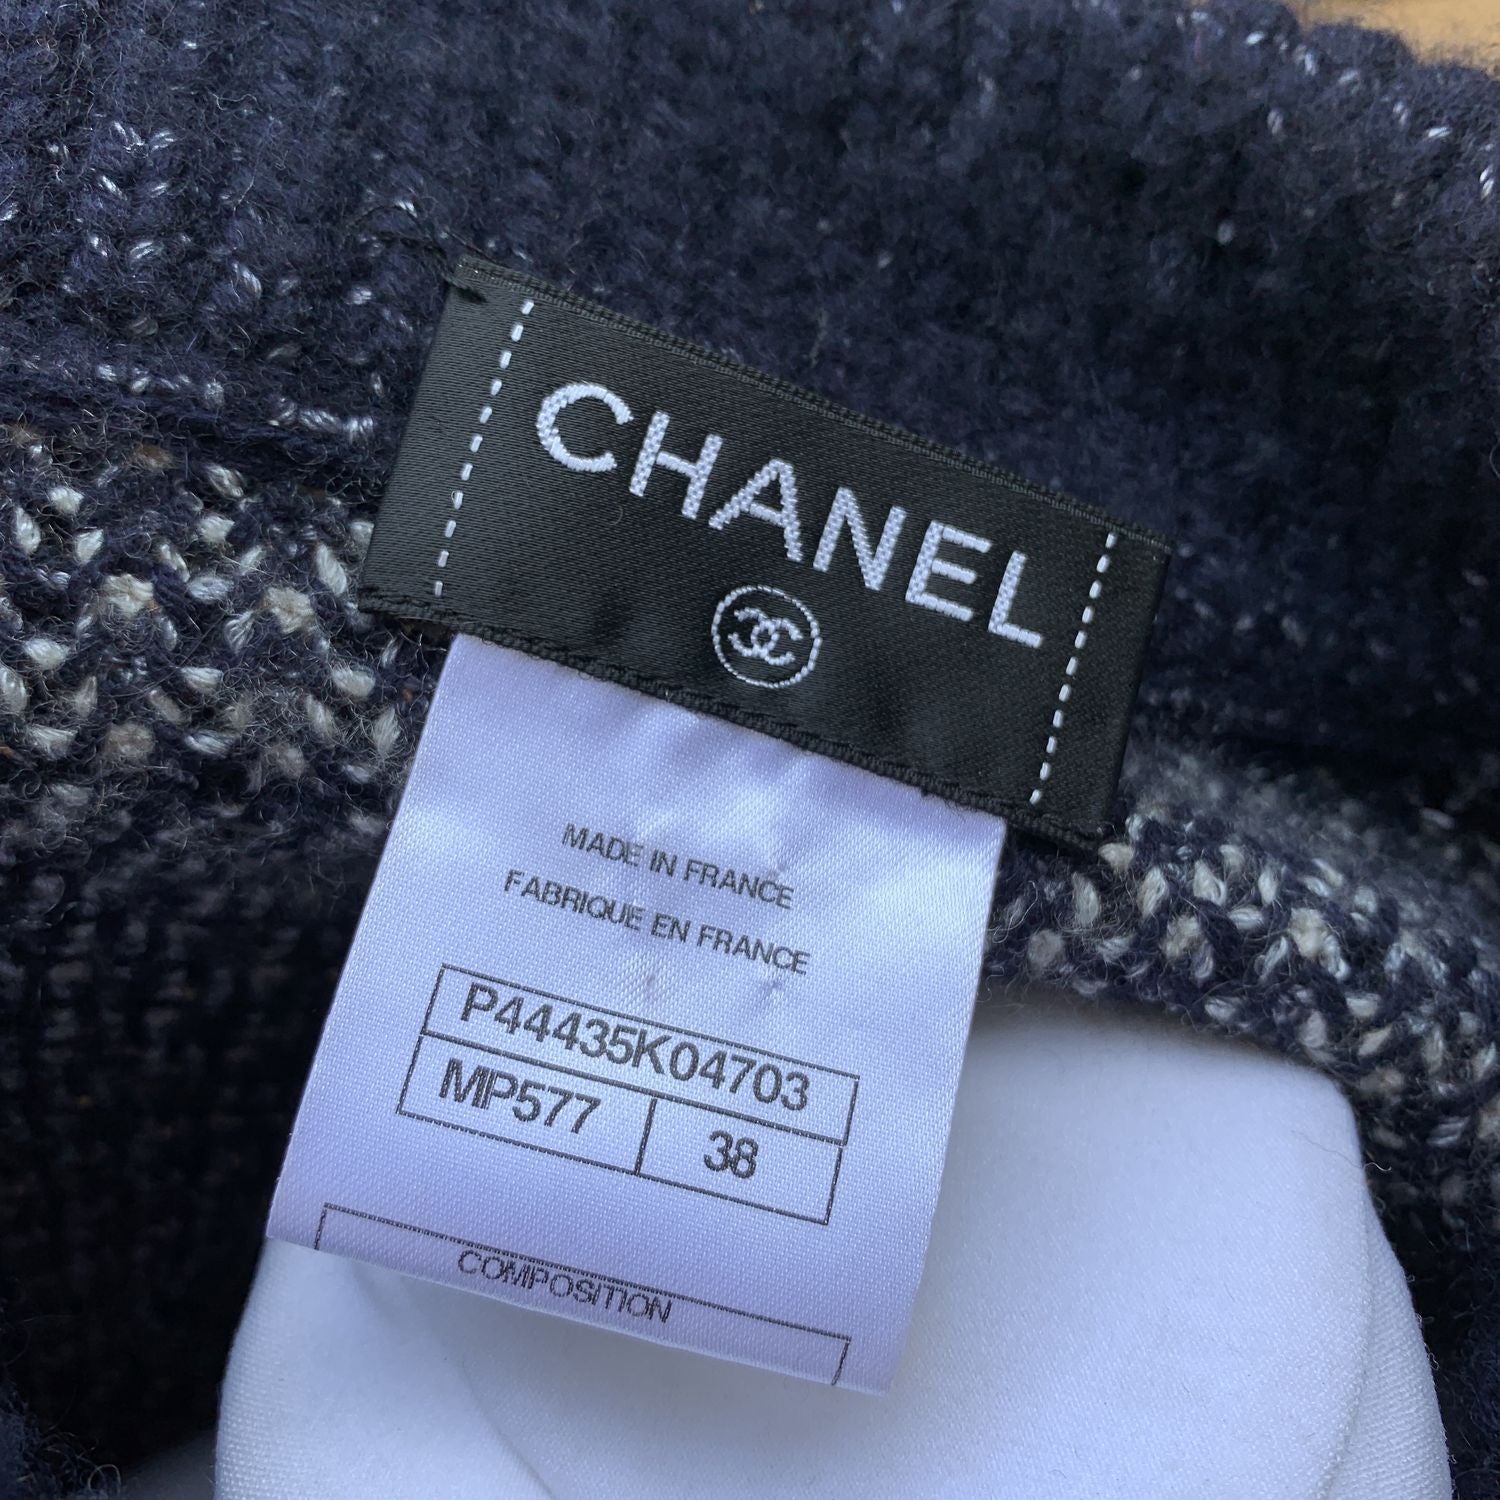 CHANEL
MADE IN FRANCE
FABRIQUE EN FRANCE
P44435K04703
MP577 38
COMPOSITION